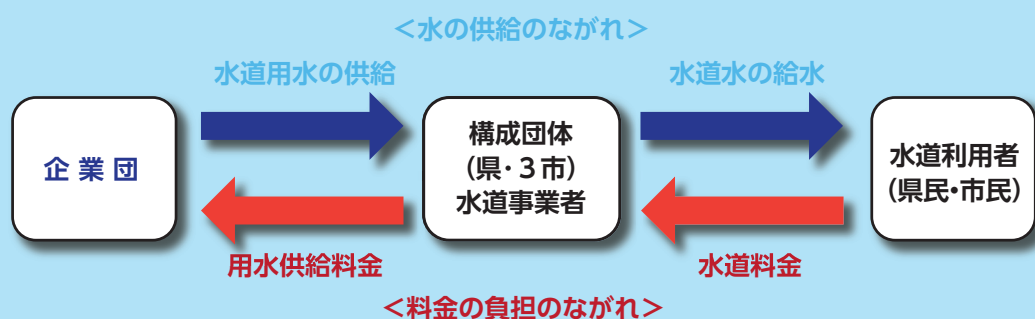 ＜水の供給のながれ＞
水道用水の供給
水道水の給水
企業団
構成団体
(県･３市)
水道事業者
水道利用者
(県民•市民)
用水供給料金
水道料金
＜料金の負担のながれ＞